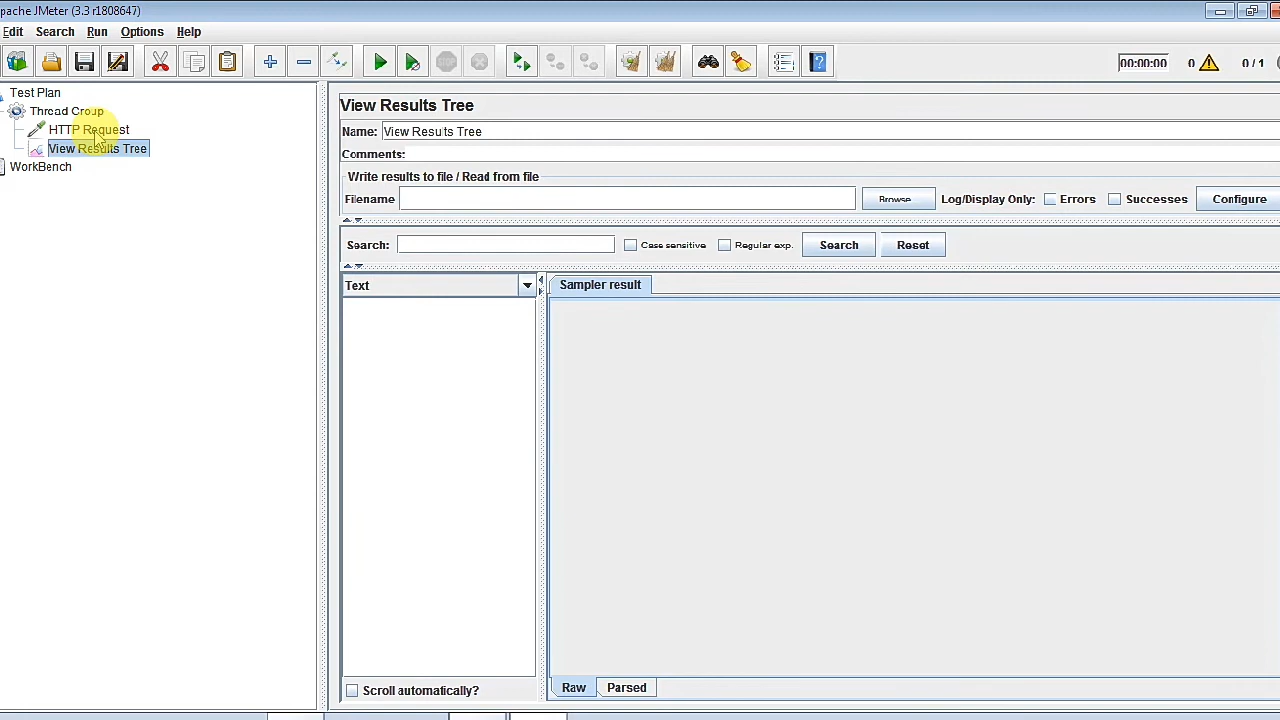 pache JMeter (3.3 r1808647)
Edit Search Run Options Help
00:00:00 0 0 / 1
Test Plan
Thread Group
HTTP Request
View Results Tree
WorkBench
View Results Tree
Name: View Results Tree
Comments:
Write results to file / Read from file
Filename Browse... Log/Display Only: Errors Successes Configure
Search: Case sensitive Regular exp. Search Reset
Text Sampler result
Scroll automatically? Raw Parsed